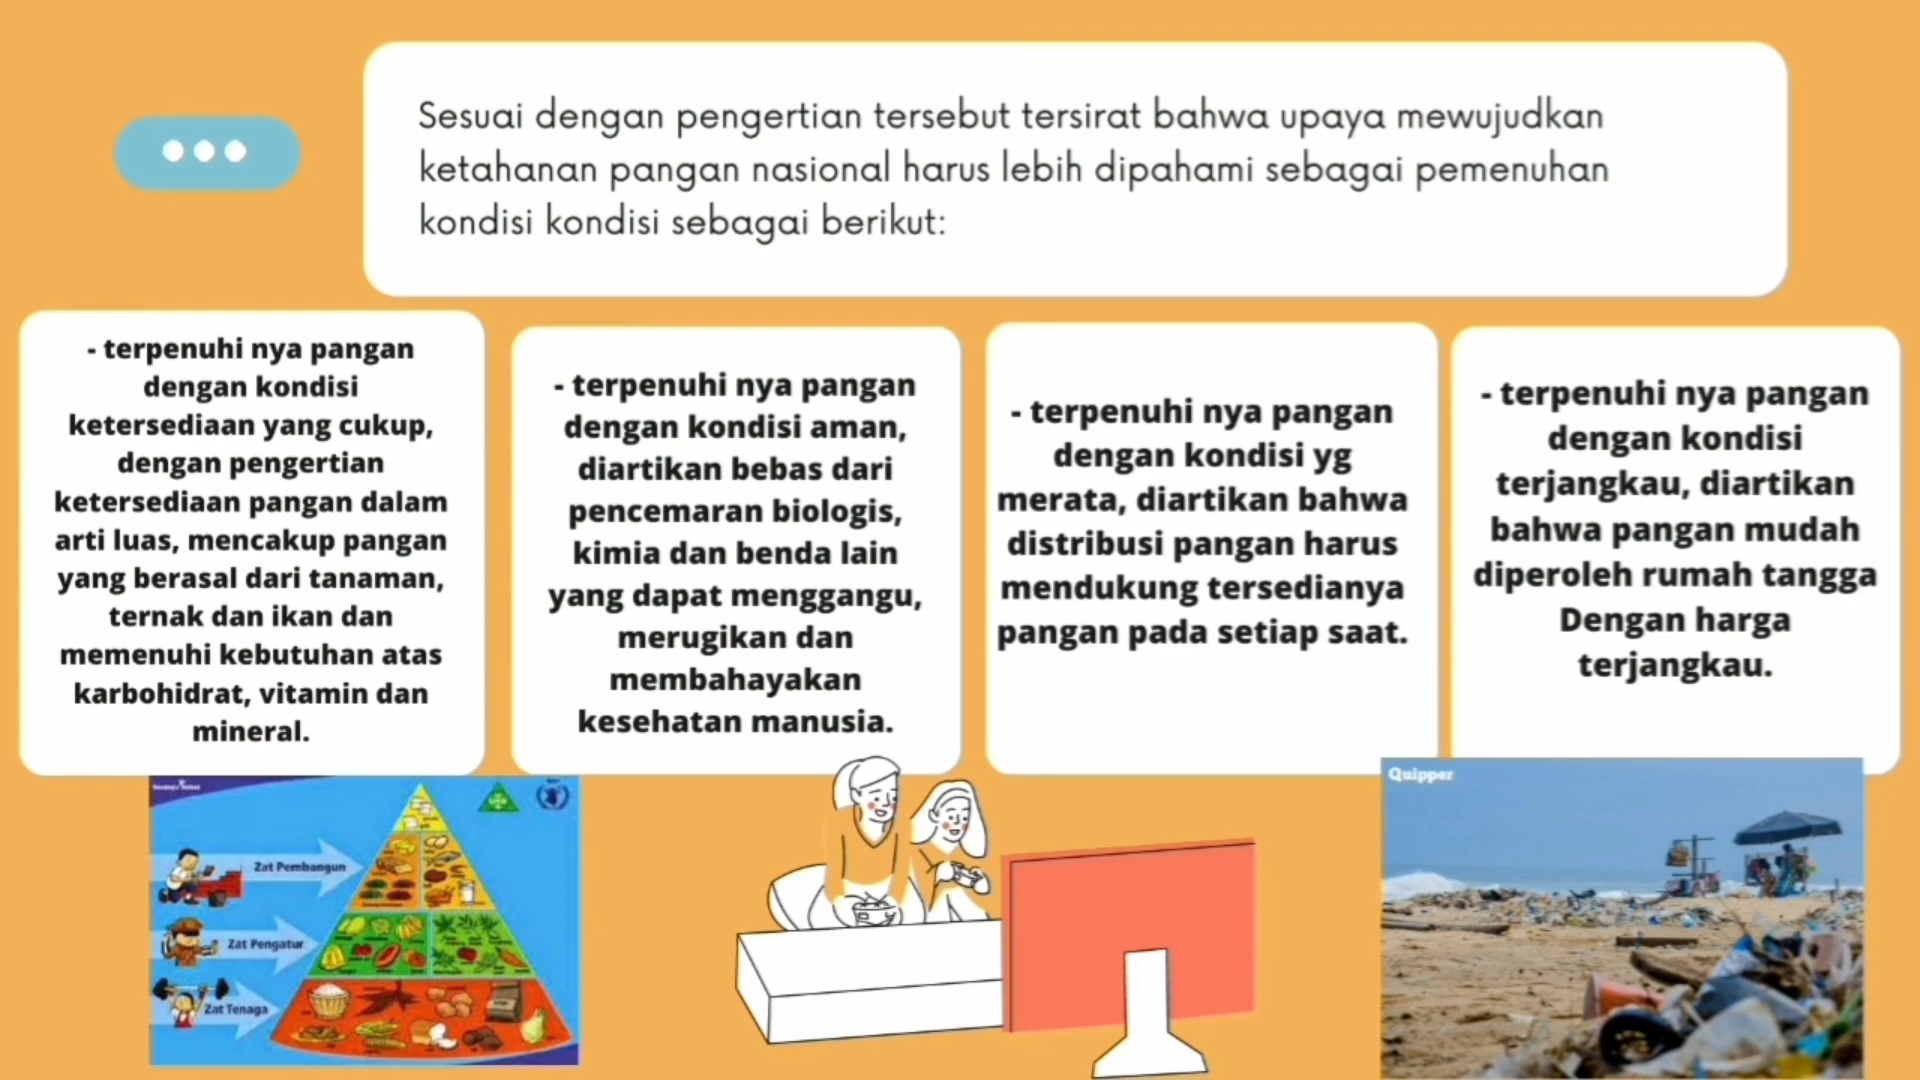 Sesuai dengan pengertian tersebut tersirat bahwa upaya mewujudkan
ketahanan pangan nasional harus lebih dipahami sebagai pemenuhan
kondisi kondisi sebagai berikut:
- terpenuhi nya pangan
dengan kondisi
ketersediaan yang cukup,
dengan pengertian
ketersediaan pangan dalam
arti luas, mencakup pangan
yang berasal dari tanaman,
ternak dan ikan dan
memenuhi kebutuhan atas
karbohidrat, vitamin dan
mineral.
- terpenuhi nya pangan
dengan kondisi aman,
diartikan bebas dari
pencemaran biologis,
kimia dan benda lain
yang dapat menggangu,
merugikan dan
membahayakan
kesehatan manusia.
- terpenuhi nya pangan
dengan kondisi yg
merata, diartikan bahwa
distribusi pangan harus
mendukung tersedianya
pangan pada setiap saat.
- terpenuhi nya pangan
dengan kondisi
terjangkau, diartikan
bahwa pangan mudah
diperoleh rumah tangga
Dengan harga
terjangkau.
Zat Pembangun
Zat Pengatur
Zat Tenaga
Quipper